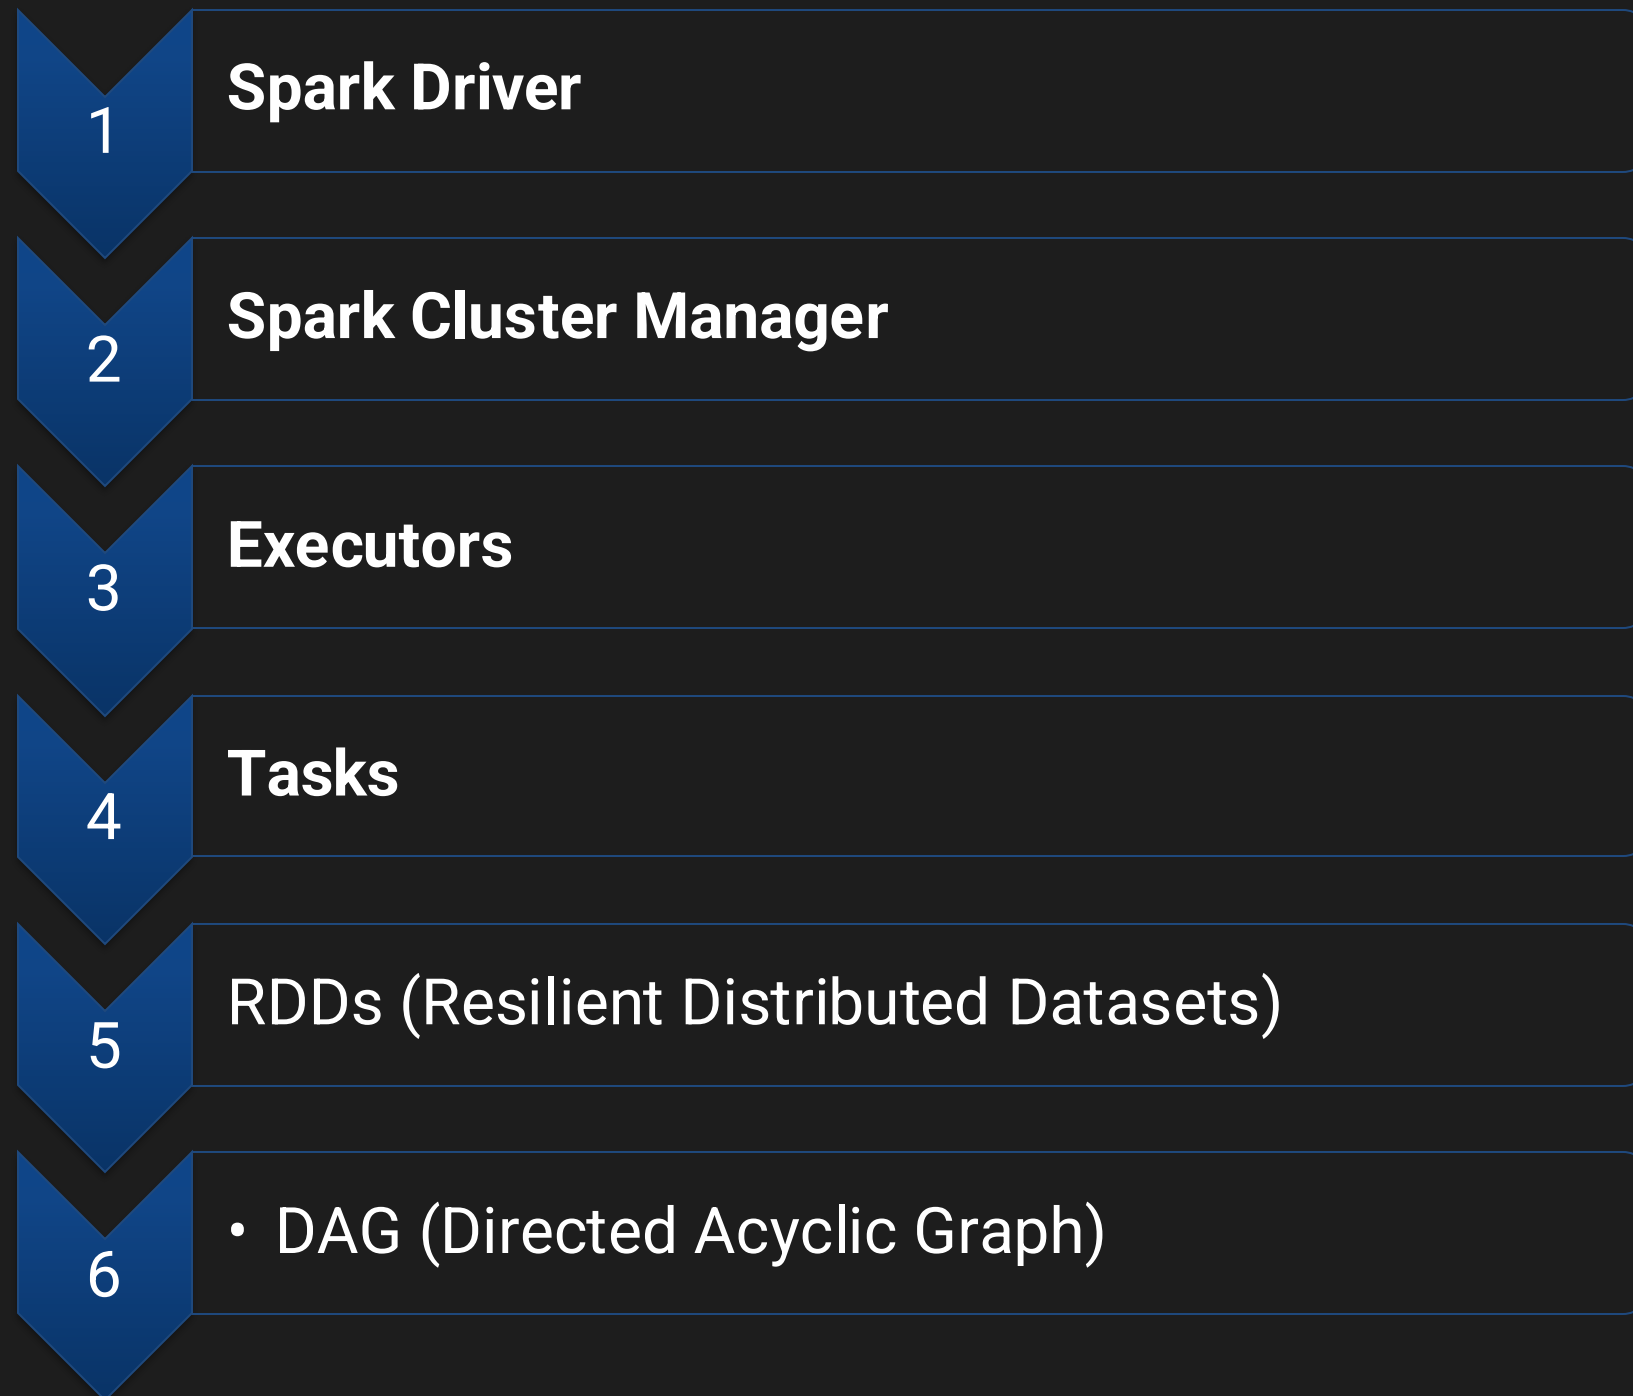 1
Spark Driver
2
Spark Cluster Manager
3
Executors
4
Tasks
5
RDDs (Resilient Distributed Datasets)
6
• DAG (Directed Acyclic Graph)